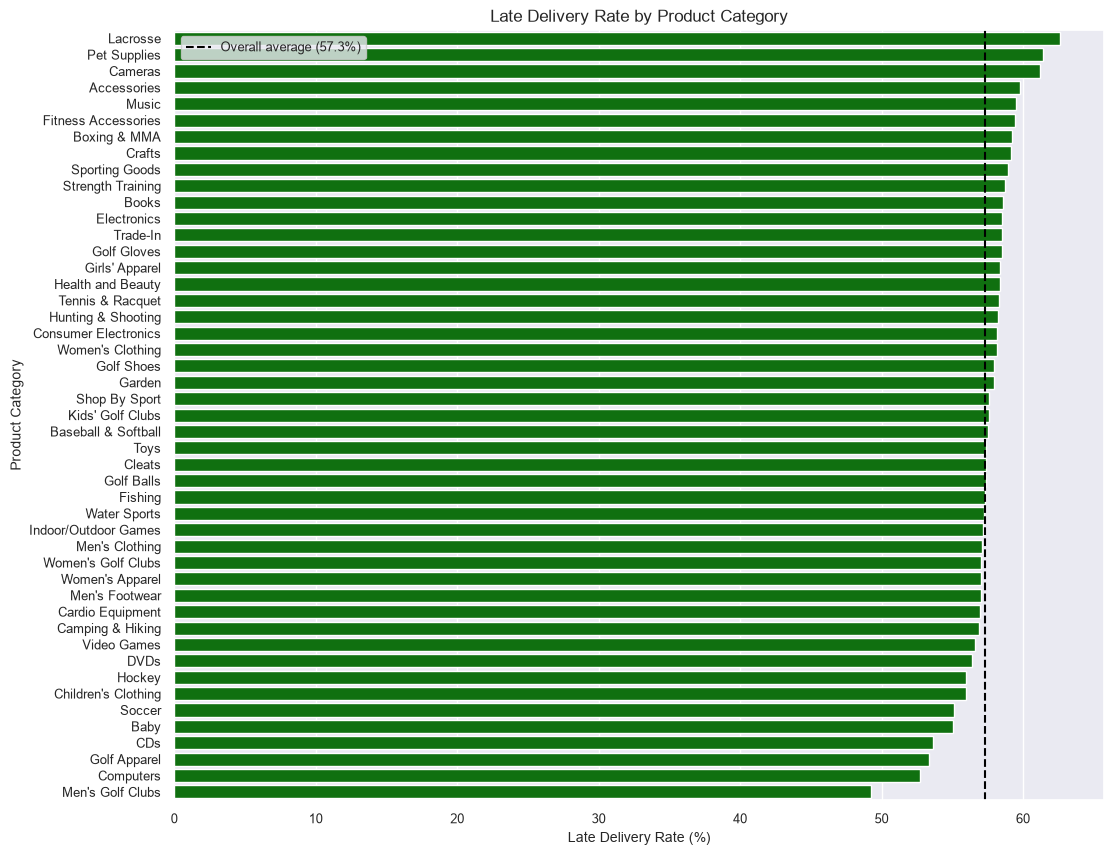 Late Delivery Rate by Product Category
Overall average (57.3%)
Product Category
Lacrosse
Pet Supplies
Cameras
Accessories
Music
Fitness Accessories
Boxing & MMA
Crafts
Sporting Goods
Strength Training
Books
Electronics
Trade-In
Golf Gloves
Girls' Apparel
Health and Beauty
Tennis & Racquet
Hunting & Shooting
Consumer Electronics
Women's Clothing
Golf Shoes
Garden
Shop By Sport
Kids' Golf Clubs
Baseball & Softball
Toys
Cleats
Golf Balls
Fishing
Water Sports
Indoor/Outdoor Games
Men's Clothing
Women's Golf Clubs
Women's Apparel
Men's Footwear
Cardio Equipment
Camping & Hiking
Video Games
DVDs
Hockey
Children's Clothing
Soccer
Baby
CDs
Golf Apparel
Computers
Men's Golf Clubs
0 10 20 30 40 50 60
Late Delivery Rate (%)